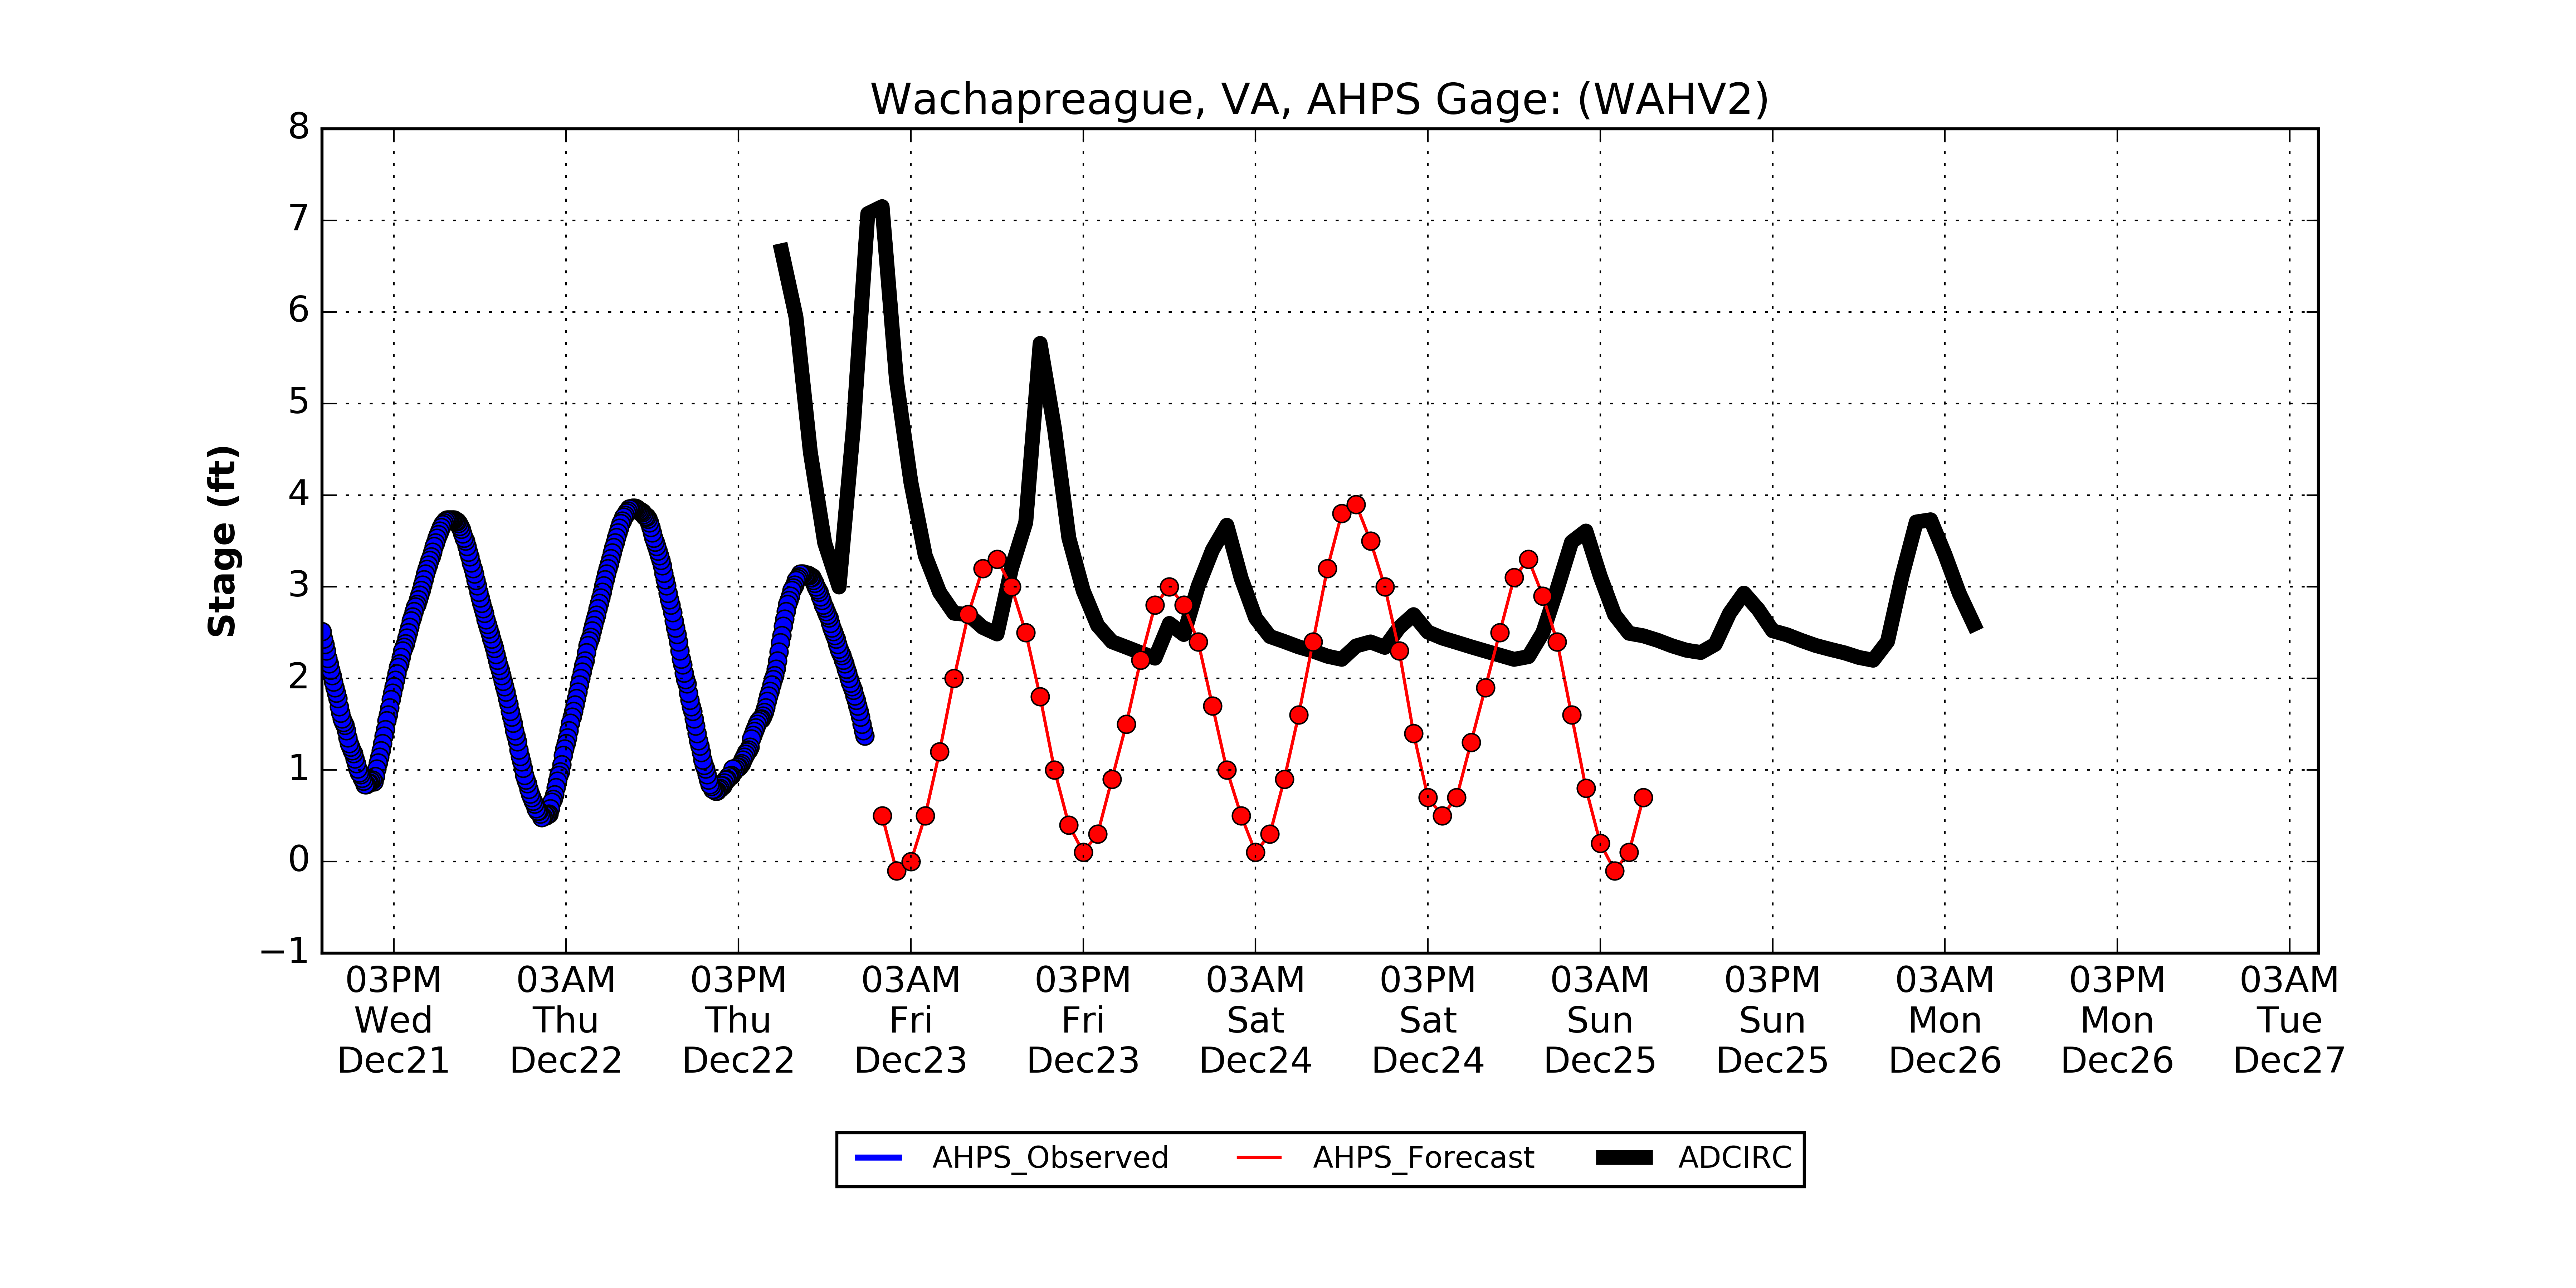 Wachapreague, VA, AHPS Gage: (WAHV2)
8
7
6
5
4
3
2
1
0
−1
Stage (ft)
03PM 03AM 03PM 03AM 03PM 03AM 03PM 03AM 03PM 03AM 03PM 03AM
Wed Thu Thu Fri Fri Sat Sat Sun Sun Mon Mon Tue
Dec21 Dec22 Dec22 Dec23 Dec23 Dec24 Dec24 Dec25 Dec25 Dec26 Dec26 Dec27
AHPS_Observed AHPS_Forecast ADCIRC